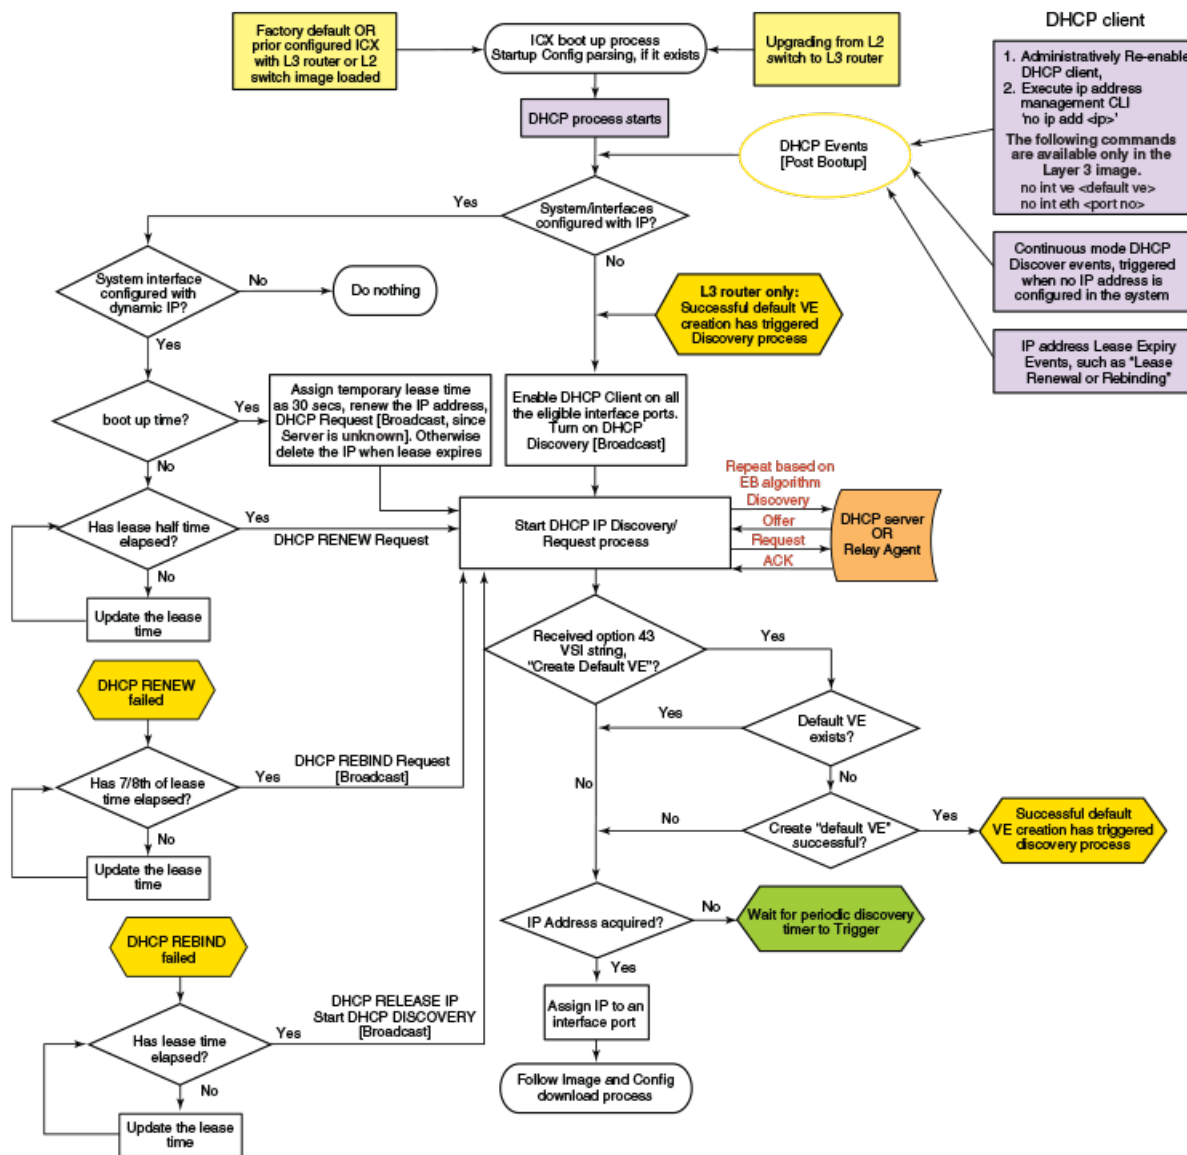 DHCP client
Factory default OR
prior configured ICX
with L3 router or L2
switch image loaded
ICX boot up process
Startup Config parsing, if it exists
Upgrading from L2
switch to L3 router
1. Administratively Re-enable
DHCP client,
2. Execute ip address
management CLI
'no ip add <ip>'
The following commands
are available only in the
Layer 3 image.
no int ve <default ve>
no int eth <port no>
DHCP process starts
DHCP Events
[Post Bootup]
Yes
System/interfaces
configured with IP?
No
Continuous mode DHCP
Discover events, triggered
when no IP address is
configured in the system
System interface
configured with
dynamic IP?
No
Do nothing
L3 router only:
Successful default VE
creation has triggered
Discovery process
Yes
IP address Lease Expiry
Events, such as "Lease
Renewal or Rebinding"
boot up time?
Yes
Assign temporary lease time
as 30 secs, renew the IP address,
DHCP Request [Broadcast, since
Server is unknown]. Otherwise
delete the IP when lease expires
Enable DHCP Client on all
the eligible interface ports.
Turn on DHCP
Discovery [Broadcast]
No
Repeat based on
EB algorithm
Discovery
Offer
Request
ACK
DHCP server
OR
Relay Agent
Has lease half time
elapsed?
Yes
DHCP RENEW Request
Start DHCP IP Discovery/
Request process
No
Update the lease
time
Received option 43
VSI string,
"Create Default VE"?
Yes
DHCP RENEW
failed
Yes
Default VE
exists?
Has 7/8th of lease
time elapsed?
Yes
DHCP REBIND Request
[Broadcast]
No
No
No
Update the lease
time
No
Create "default VE"
successful?
Yes
Successful default
VE creation has triggered
discovery process
DHCP REBIND
failed
IP Address acquired?
No
Wait for periodic discovery
timer to Trigger
Yes
Has lease time
elapsed?
Yes
DHCP RELEASE IP
Start DHCP DISCOVERY
[Broadcast]
Assign IP to an
interface port
No
Update the lease
time
Follow Image and Config
download process